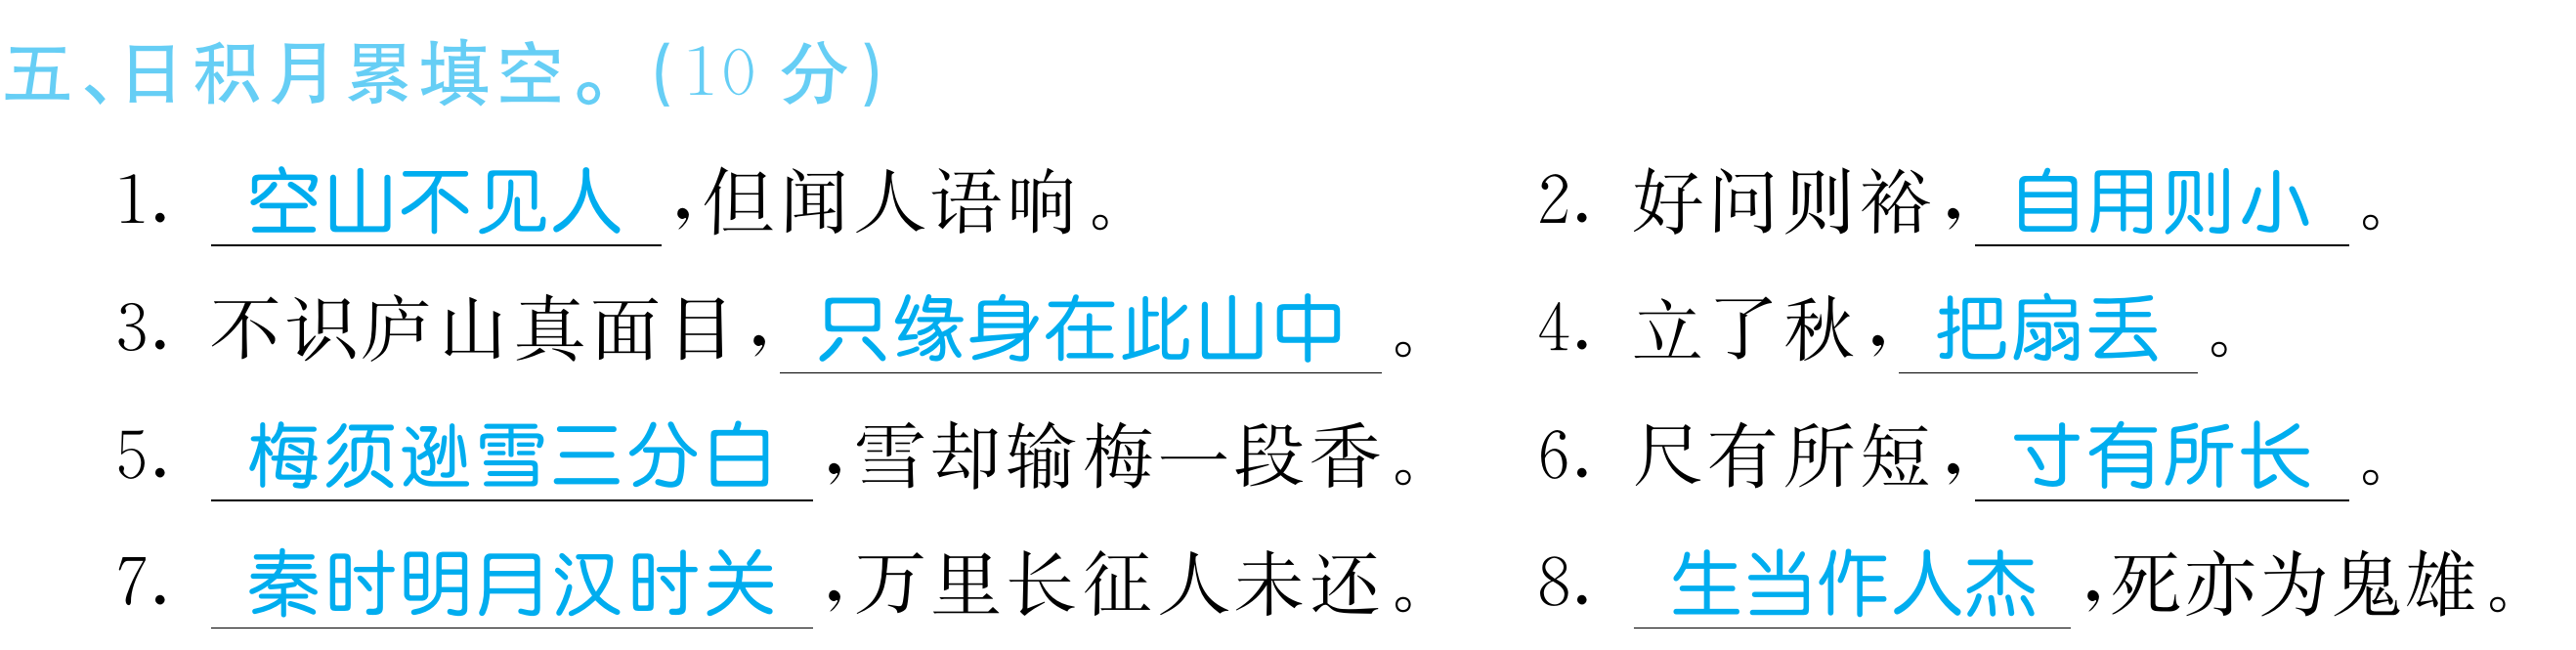 五、日积月累填空。(10 分)
1. 空山不见人,但闻人语响。 2. 好问则裕,自用则小。
3. 不识庐山真面目,只缘身在此山中。 4. 立了秋,把扇丢。
5. 梅须逊雪三分白,雪却输梅一段香。 6. 尺有所短,寸有所长。
7. 秦时明月汉时关,万里长征人未还。 8. 生当作人杰,死亦为鬼雄。